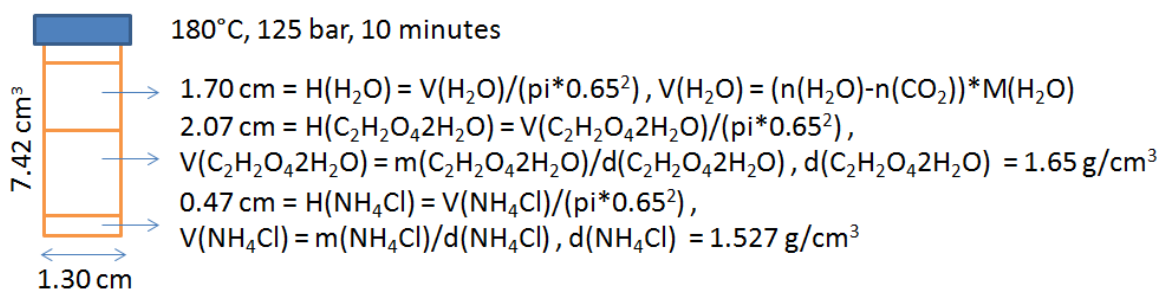 180°C, 125 bar, 10 minutes
1.70 cm = H(H₂O) = V(H₂O)/(pi*0.65²) , V(H₂O) = (n(H₂O)-n(CO₂))*M(H₂O)
2.07 cm = H(C₂H₂O₄2H₂O) = V(C₂H₂O₄2H₂O)/(pi*0.65²) ,
V(C₂H₂O₄2H₂O) = m(C₂H₂O₄2H₂O)/d(C₂H₂O₄2H₂O) , d(C₂H₂O₄2H₂O) = 1.65 g/cm³
0.47 cm = H(NH₄Cl) = V(NH₄Cl)/(pi*0.65²) ,
V(NH₄Cl) = m(NH₄Cl)/d(NH₄Cl) , d(NH₄Cl) = 1.527 g/cm³
7.42 cm³
1.30 cm